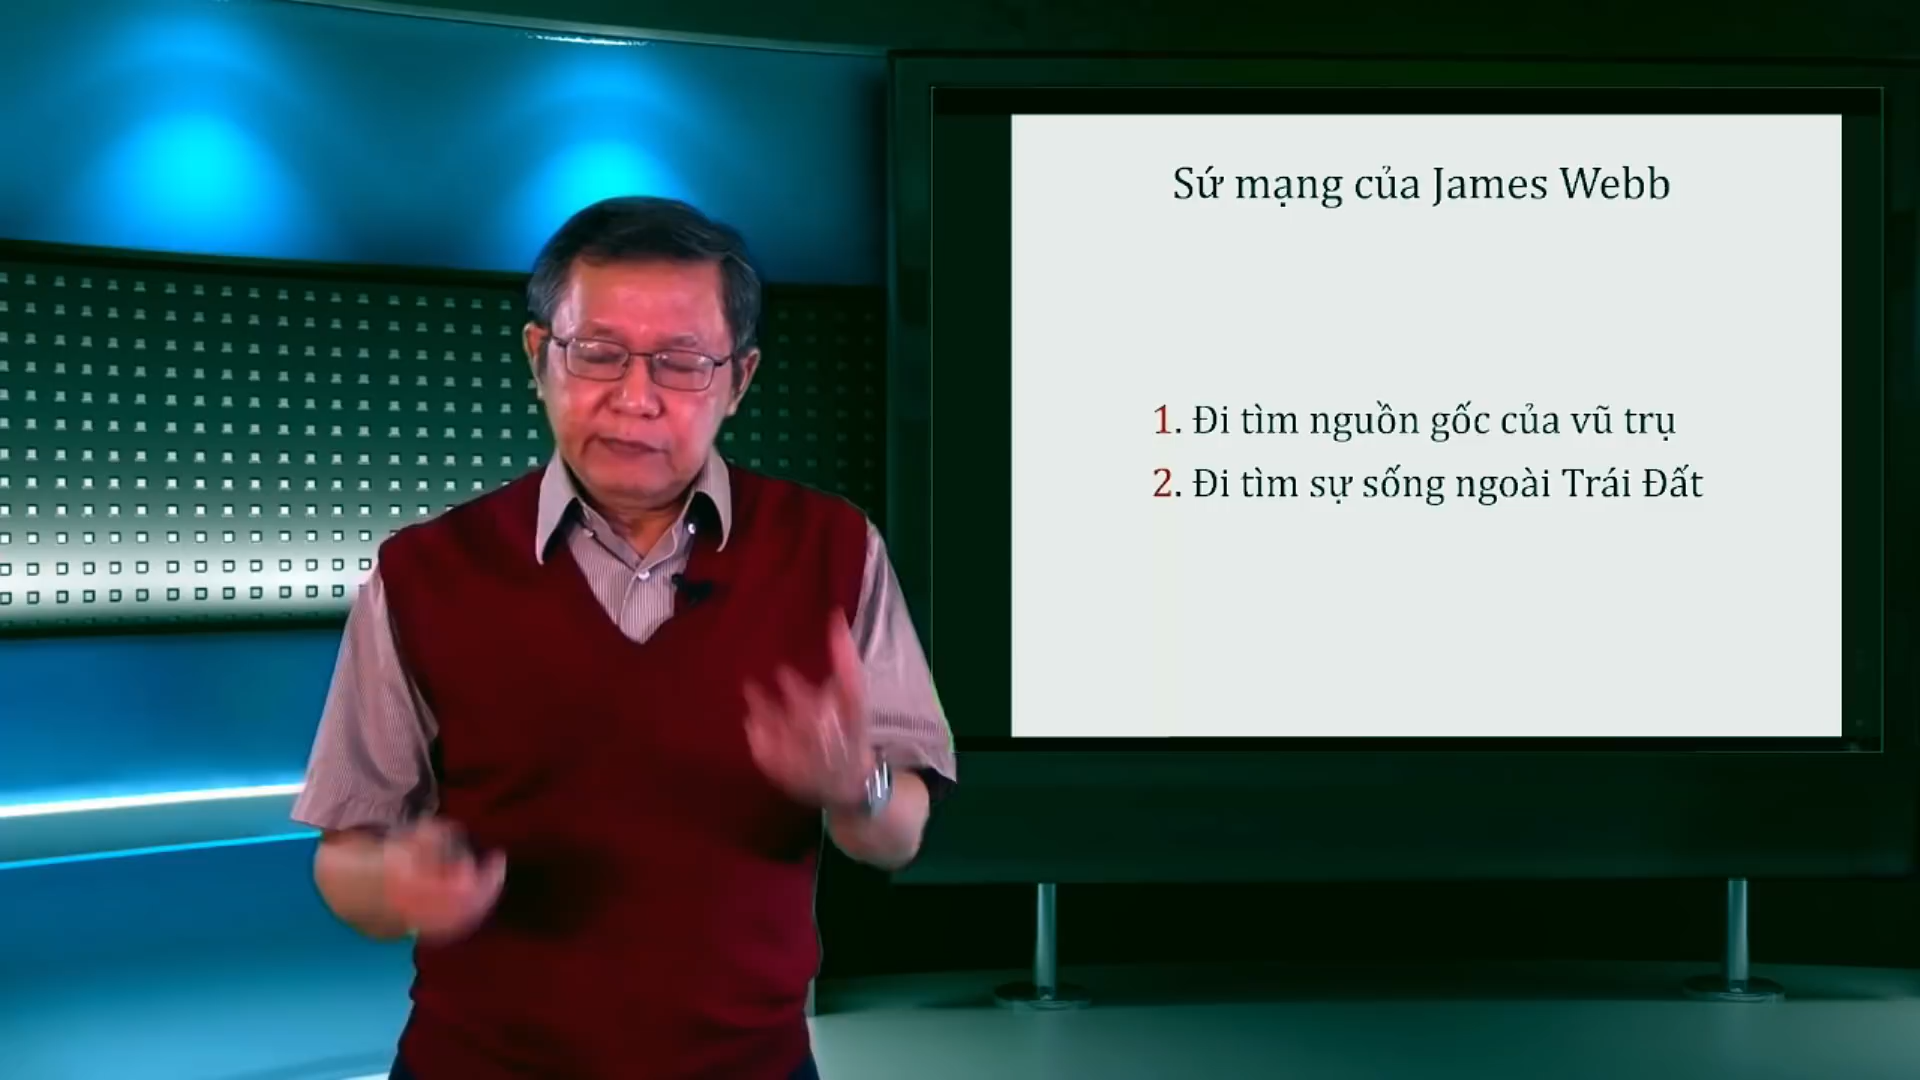 Sứ mạng của James Webb
1. Đi tìm nguồn gốc của vũ trụ
2. Đi tìm sự sống ngoài Trái Đất